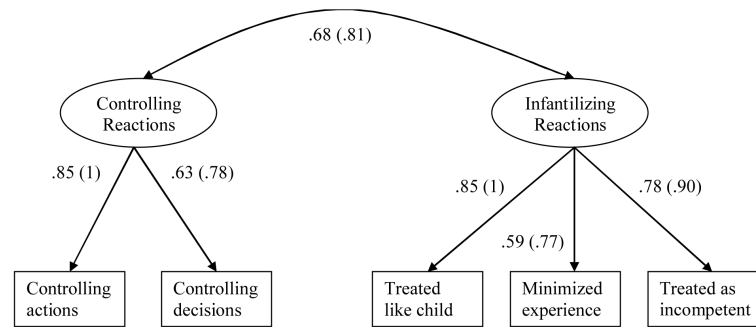 .68 (.81)
Controlling
Reactions
Infantilizing
Reactions
.85 (1)
.63 (.78)
.85 (1)
.59 (.77)
.78 (.90)
Controlling
actions
Controlling
decisions
Treated
like child
Minimized
experience
Treated as
incompetent